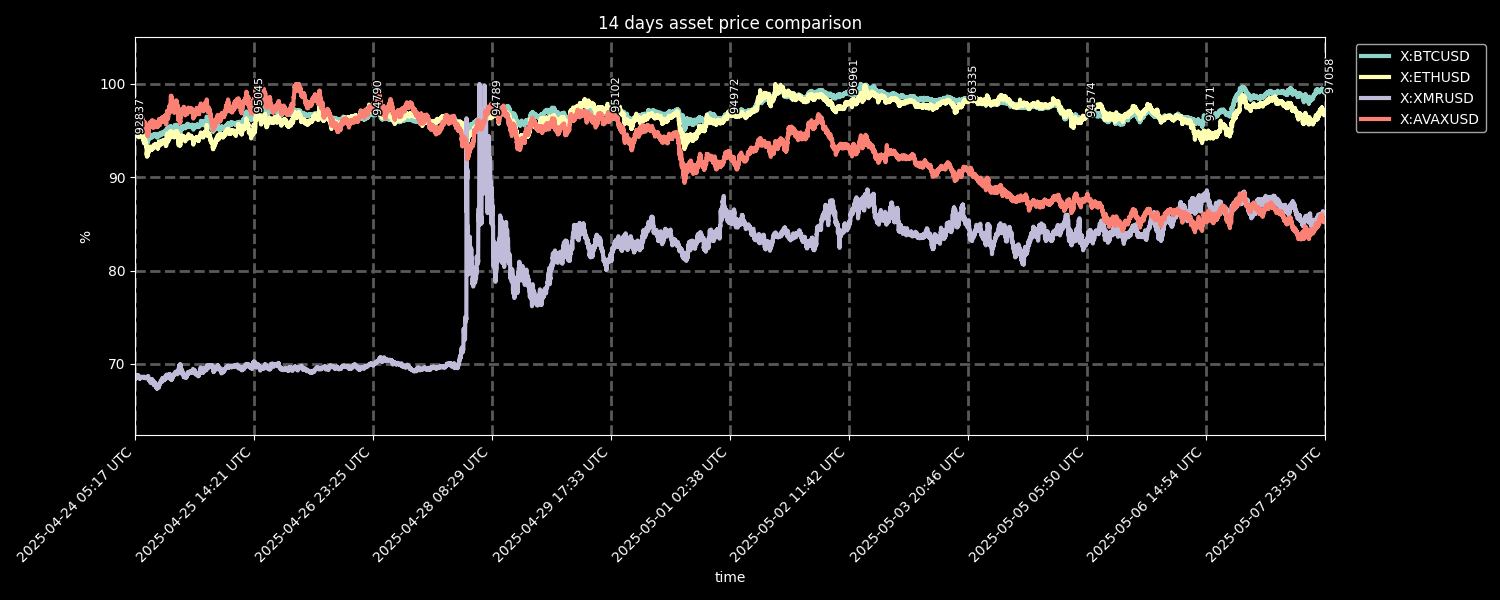 14 days asset price comparison
X:BTCUSD
X:ETHUSD
X:XMRUSD
X:AVAXUSD
%
100
90
80
70
92837
95045
94790
94789
95102
94972
96961
96335
94574
94171
97058
2025-04-24 05:17 UTC
2025-04-25 14:21 UTC
2025-04-26 23:25 UTC
2025-04-28 08:29 UTC
2025-04-29 17:33 UTC
2025-05-01 02:38 UTC
2025-05-02 11:42 UTC
2025-05-03 20:46 UTC
2025-05-05 05:50 UTC
2025-05-06 14:54 UTC
2025-05-07 23:59 UTC
time